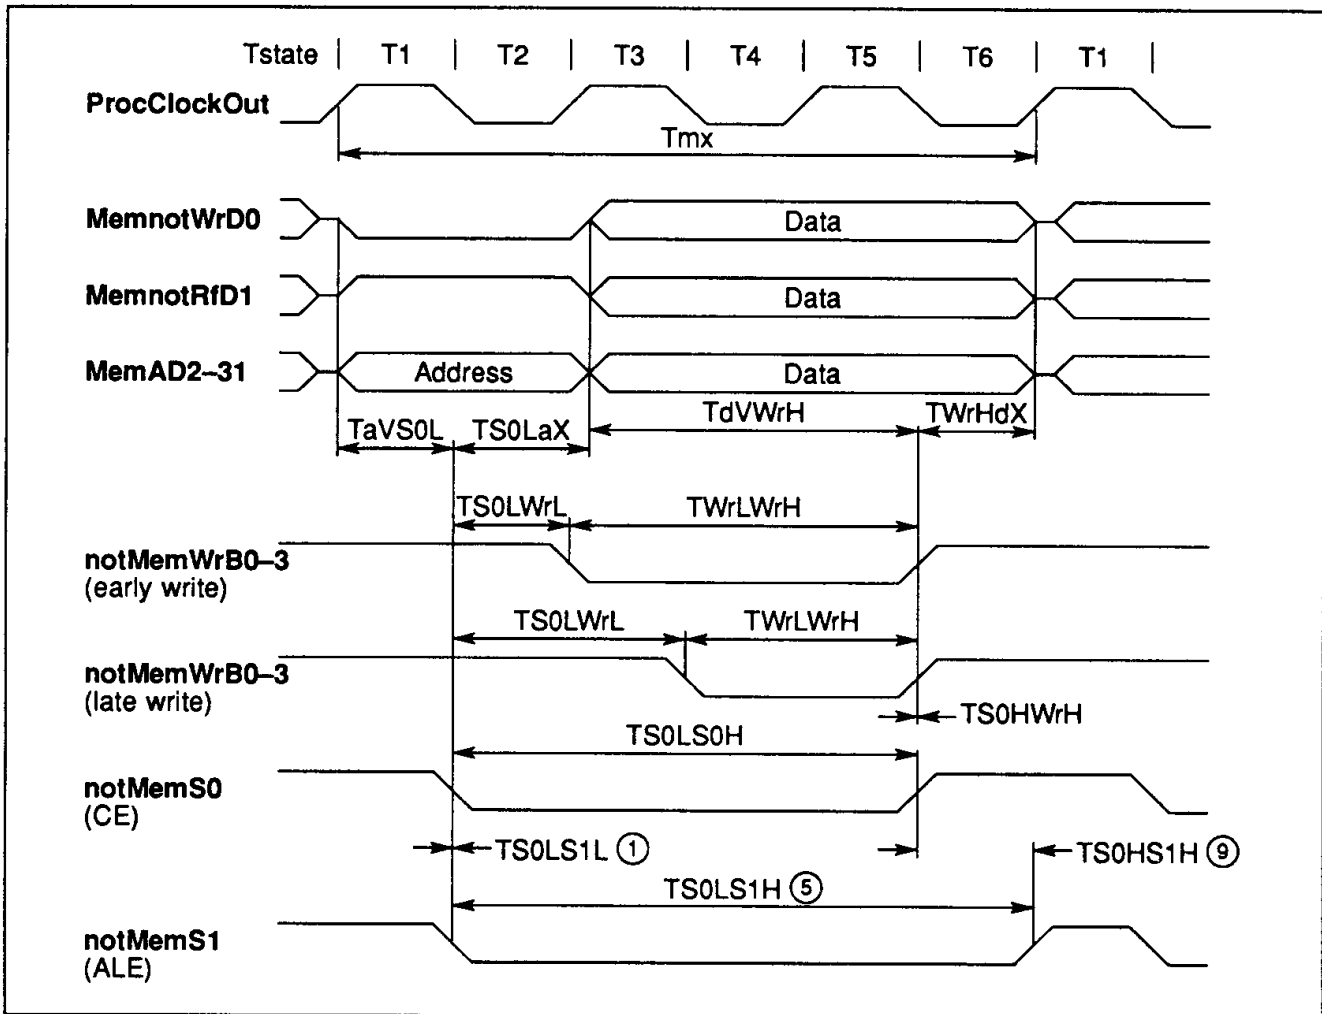 Tstate | T1 | T2 | T3 | T4 | T5 | T6 | T1 |
ProcClockOut
Tmx
MemnotWrD0 Data
MemnotRfD1 Data
MemAD2–31 Address Data
TaVS0L TS0LaX TdVWrH TWrHdX
TS0LWrL TWrLWrH
notMemWrB0–3
(early write)
TS0LWrL TWrLWrH
notMemWrB0–3
(late write)
TS0HWrH
TS0LS0H
notMemS0
(CE)
TS0LS1L ① TS0HS1H ⑨
TS0LS1H ⑤
notMemS1
(ALE)